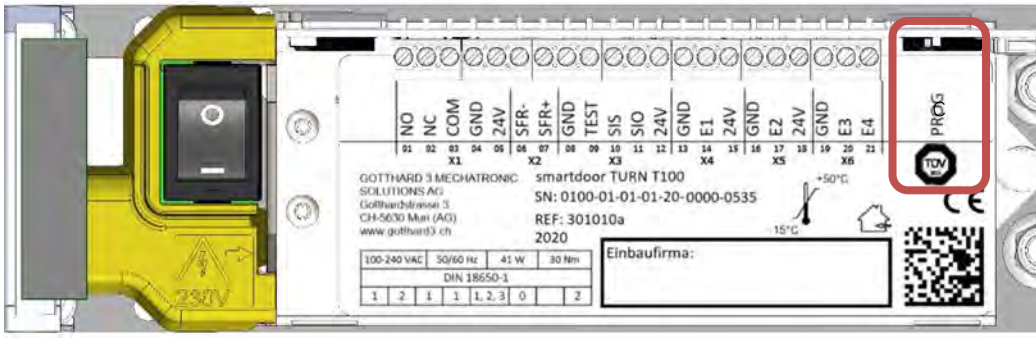 NO NC COM GND 24V SFR- SFR+ GND TEST SIS SIO 24V GND E1 24V GND E2 24V GND E3 E4
01 02 03 04 05 06 07 08 09 10 11 12 13 14 15 16 17 18 19 20 21
X1 X2 X3 X4 X5 X6
PROG
TÜV
CE
GOTTHARD 3 MECHATRONIC
SOLUTIONS AG
Gotthardstrasse 3
CH-5630 Muri (AG)
www.gotthard3.ch
smartdoor TURN T100
SN: 0100-01-01-01-20-0000-0535
REF: 301010a
2020
+50°C
-15°C
100-240 VAC 50/60 Hz 41 W 30 Nm
DIN 18650-1
1 2 1 1 1, 2, 3 0 2
Einbaufirma:
230V